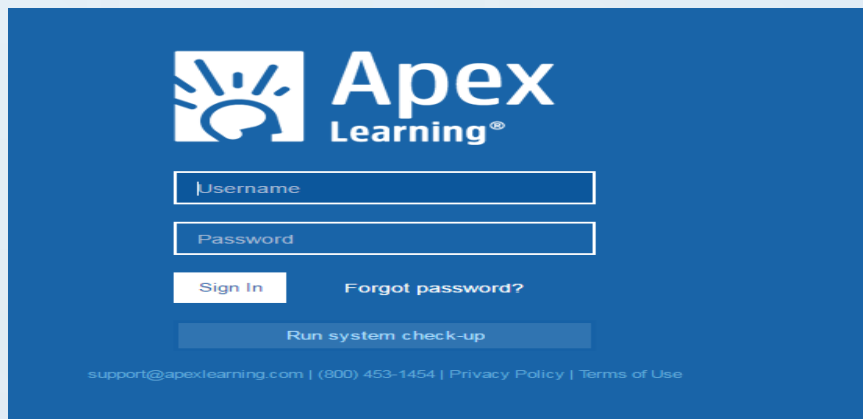 Apex
Learning®
Username
Password
Sign In Forgot password?
Run system check-up
support@apexlearning.com | (800) 453-1454 | Privacy Policy | Terms of Use